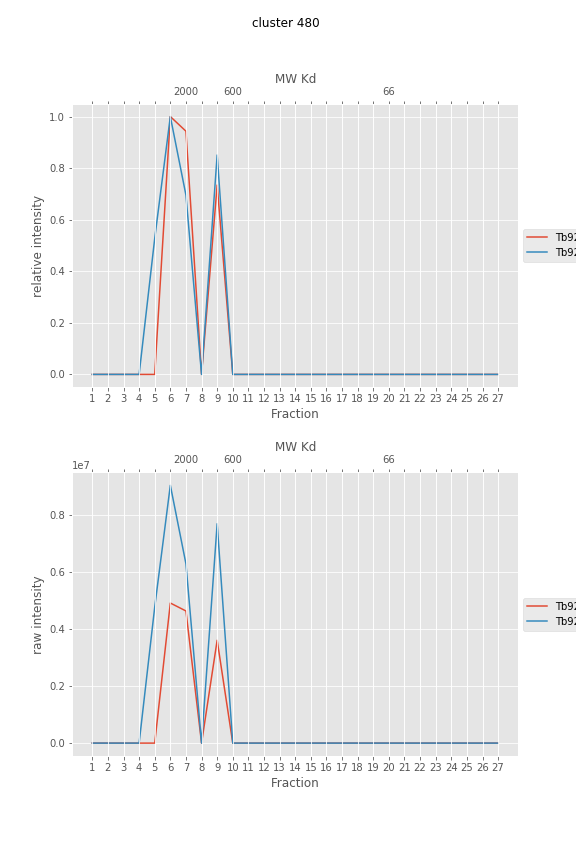 cluster 480
MW Kd
2000 600 66
1.0
0.8
0.6
0.4
0.2
0.0
relative intensity
Tb92
Tb92
1 2 3 4 5 6 7 8 9 10 11 12 13 14 15 16 17 18 19 20 21 22 23 24 25 26 27
Fraction
MW Kd
1e7
2000 600 66
0.8
0.6
0.4
0.2
0.0
raw intensity
Tb92
Tb92
1 2 3 4 5 6 7 8 9 10 11 12 13 14 15 16 17 18 19 20 21 22 23 24 25 26 27
Fraction